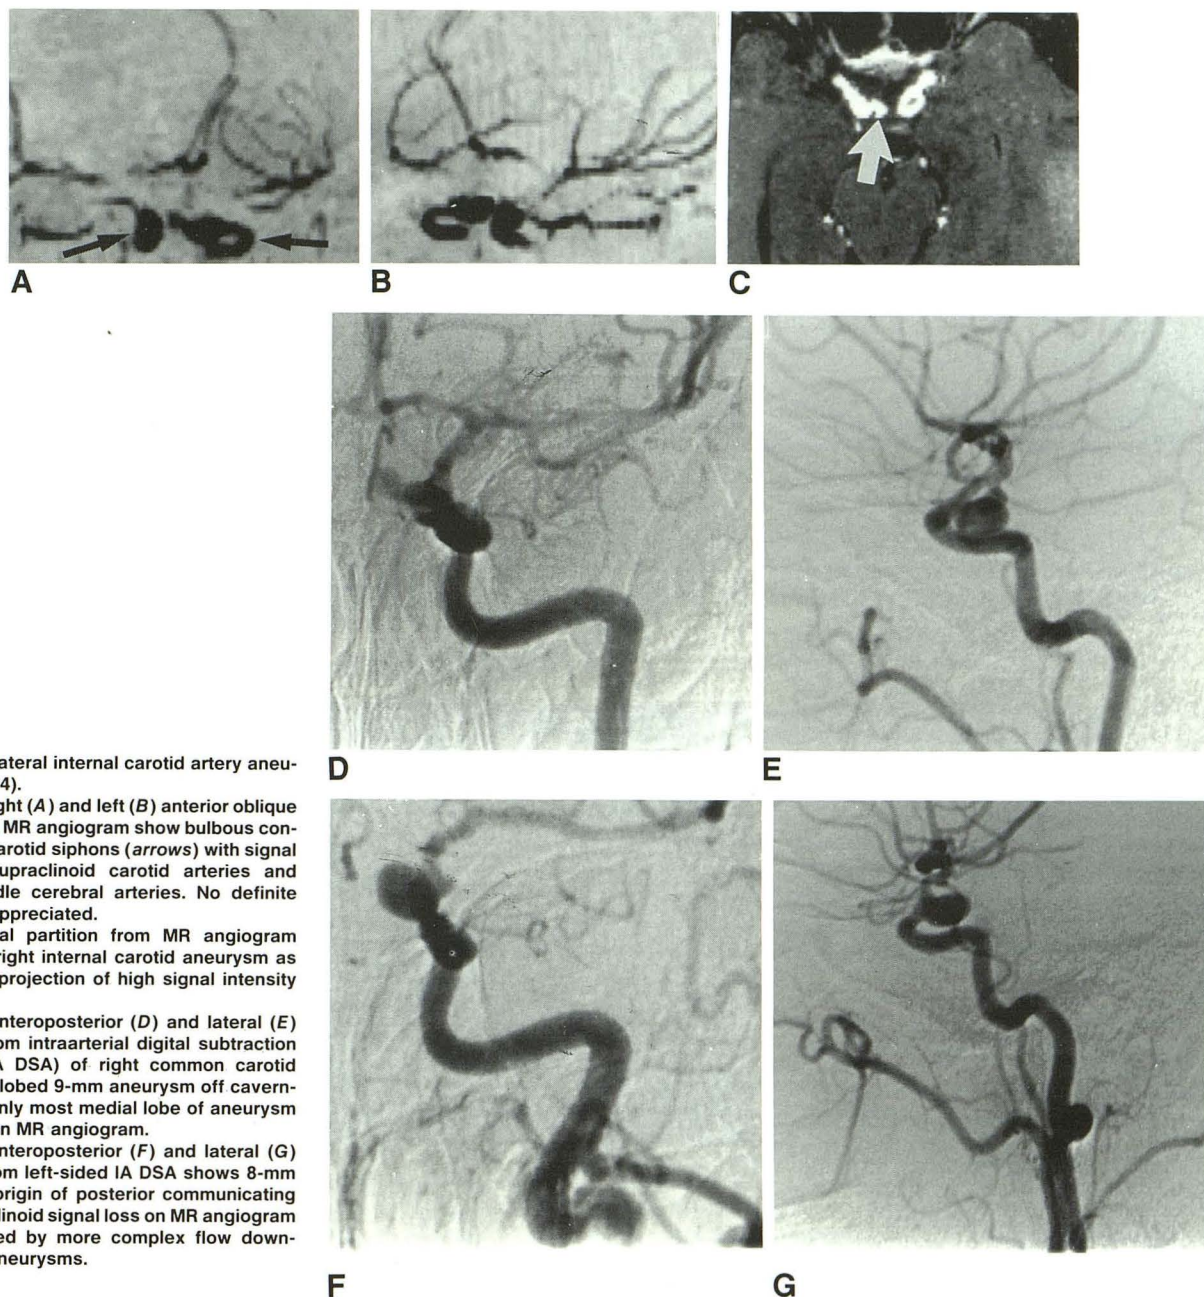 A
B
C
D
E
lateral internal carotid artery aneu-
4).
ght (A) and left (B) anterior oblique
MR angiogram show bulbous con-
arotid siphons (arrows) with signal
upraclinoid carotid arteries and
dle cerebral arteries. No definite
ppreciated.
al partition from MR angiogram
right internal carotid aneurysm as
projection of high signal intensity
nteroposterior (D) and lateral (E)
om intraarterial digital subtraction
A DSA) of right common carotid
lobed 9-mm aneurysm off cavern-
nly most medial lobe of aneurysm
n MR angiogram.
nteroposterior (F) and lateral (G)
om left-sided IA DSA shows 8-mm
origin of posterior communicating
linoid signal loss on MR angiogram
ed by more complex flow down-
neurysms.
F
G